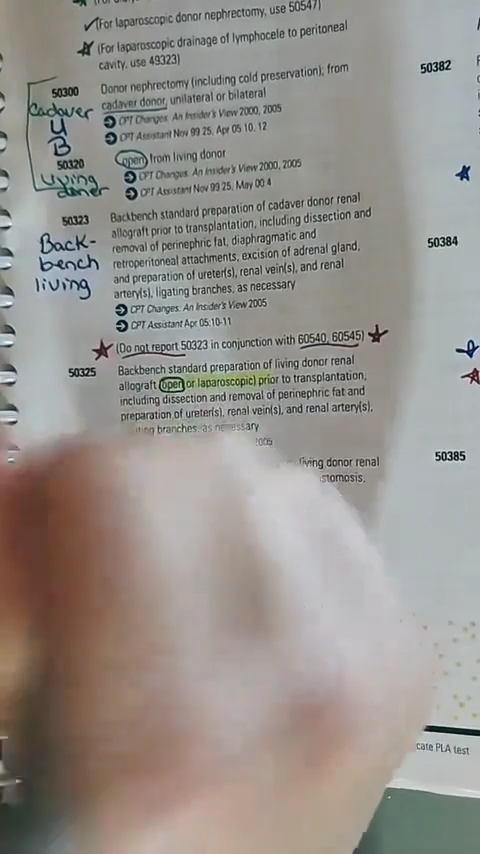 (For laparoscopic donor nephrectomy, use 50547)
(For laparoscopic drainage of lymphocele to peritoneal
cavity, use 49323)
50300 Donor nephrectomy (including cold preservation); from
cadaver donor, unilateral or bilateral
CPT Changes: An Insider's View 2000, 2005
CPT Assistant Nov 99:25, Apr 05:10, 12
Cadaver
U
B
50320 open, from living donor
CPT Changes: An Insider's View 2000, 2005
CPT Assistant Nov 99:25, May 00:4
Living
doner
50323 Backbench standard preparation of cadaver donor renal
allograft prior to transplantation, including dissection and
removal of perinephric fat, diaphragmatic and
retroperitoneal attachments, excision of adrenal gland,
and preparation of ureter(s), renal vein(s), and renal
artery(s), ligating branches, as necessary
CPT Changes: An Insider's View 2005
CPT Assistant Apr 05:10-11
Back-
bench
living
(Do not report 50323 in conjunction with 60540, 60545)
50325 Backbench standard preparation of living donor renal
allograft (open or laparoscopic) prior to transplantation,
including dissection and removal of perinephric fat and
preparation of ureter(s), renal vein(s), and renal artery(s),
branches, as necessary
2005
living donor renal
50382
50384
50385
cate PLA test